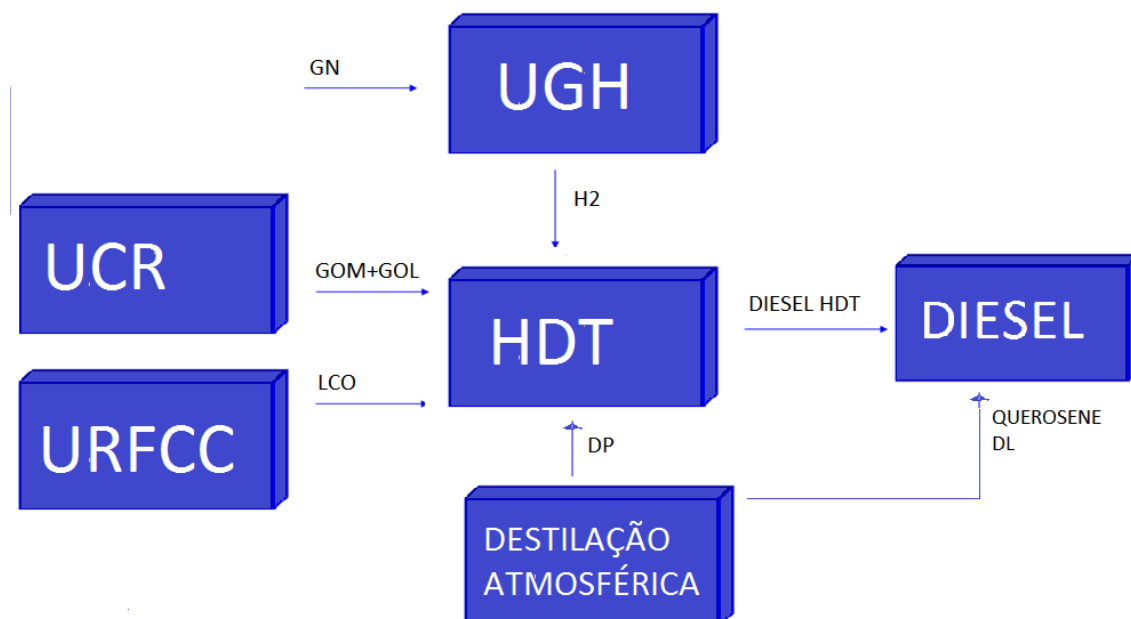 GN
UGH
H2
UCR
GOM+GOL
HDT
DIESEL HDT
DIESEL
URFCC
LCO
DP
QUEROSENE
DL
DESTILAÇÃO
ATMOSFÉRICA